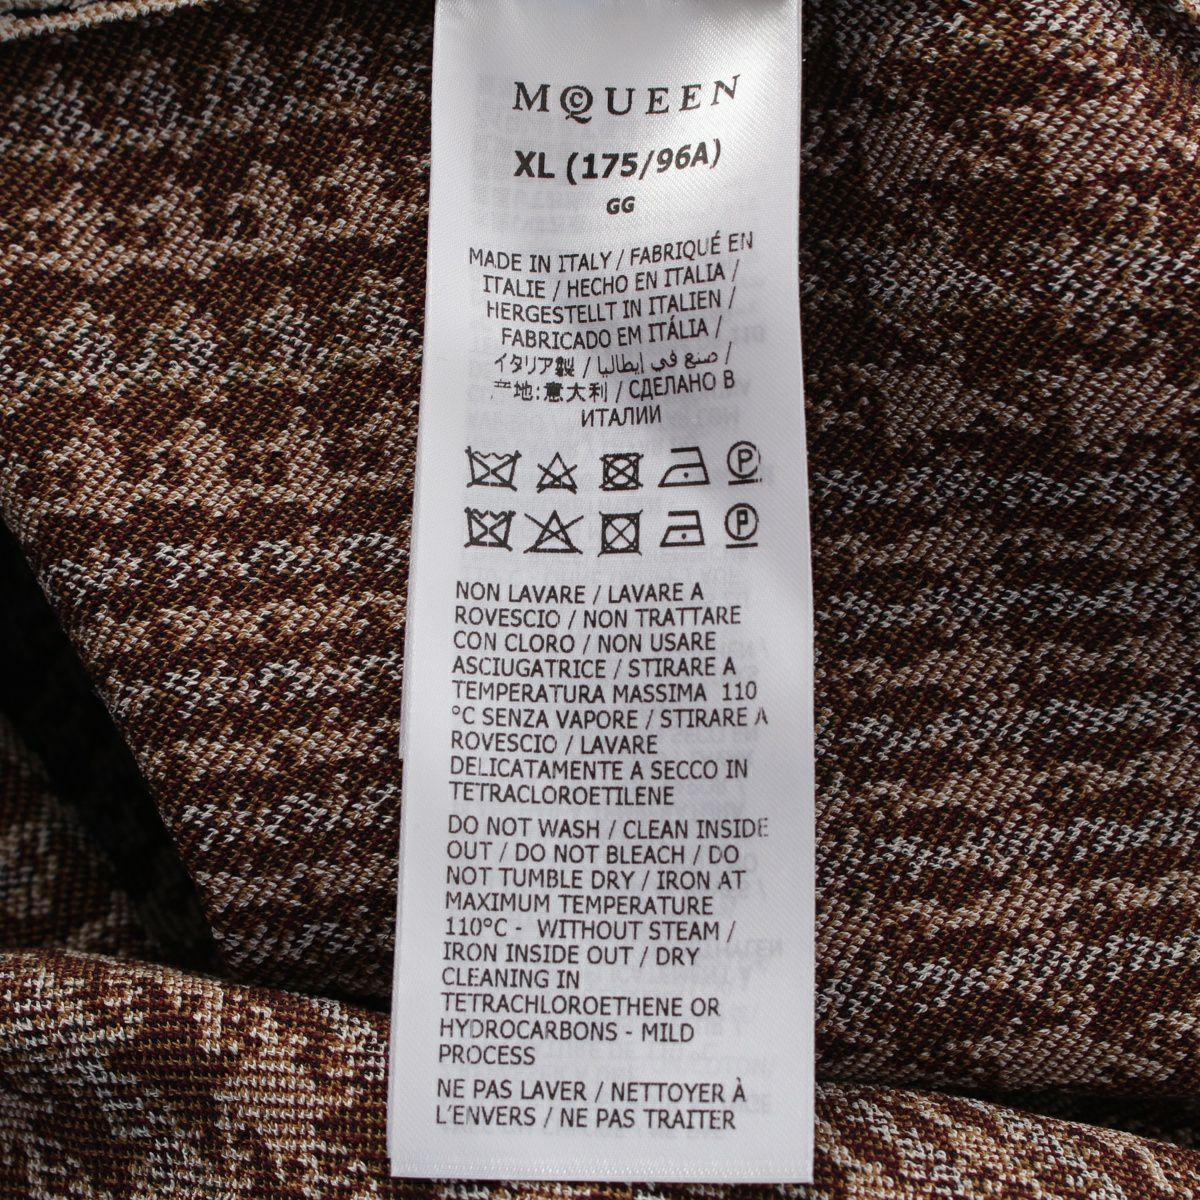 MCQUEEN
XL (175/96A)
GG
MADE IN ITALY / FABRIQUÉ EN
ITALIE / HECHO EN ITALIA /
HERGESTELLT IN ITALIEN /
FABRICADO EM ITÁLIA /
イタリア製 / صنع في إيطاليا /
产地:意大利 / СДЕЛАНО В
ИТАЛИИ
P
P
NON LAVARE / LAVARE A
ROVESCIO / NON TRATTARE
CON CLORO / NON USARE
ASCIUGATRICE / STIRARE A
TEMPERATURA MASSIMA 110
°C SENZA VAPORE / STIRARE A
ROVESCIO / LAVARE
DELICATAMENTE A SECCO IN
TETRACLOROETILENE
DO NOT WASH / CLEAN INSIDE
OUT / DO NOT BLEACH / DO
NOT TUMBLE DRY / IRON AT
MAXIMUM TEMPERATURE
110°C - WITHOUT STEAM /
IRON INSIDE OUT / DRY
CLEANING IN
TETRACHLOROETHENE OR
HYDROCARBONS - MILD
PROCESS
NE PAS LAVER / NETTOYER À
L'ENVERS / NE PAS TRAITER